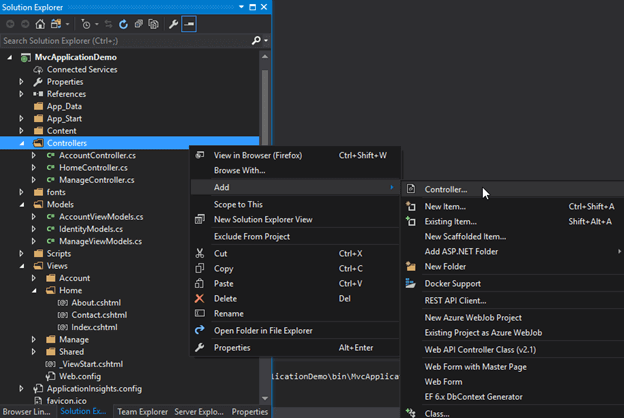 Solution Explorer
Search Solution Explorer (Ctrl+;)
MvcApplicationDemo
Connected Services
Properties
References
App_Data
App_Start
Content
Controllers
AccountController.cs
HomeController.cs
ManageController.cs
fonts
Models
AccountViewModels.cs
IdentityModels.cs
ManageViewModels.cs
Scripts
Views
Account
Home
About.cshtml
Contact.cshtml
Index.cshtml
Manage
Shared
_ViewStart.cshtml
Web.config
ApplicationInsights.config
favicon.ico
Browser Lin...
Solution Ex...
Team Explorer
Server Explo...
Properties
View in Browser (Firefox) Ctrl+Shift+W
Browse With...
Add
Scope to This
New Solution Explorer View
Exclude From Project
Cut Ctrl+X
Copy Ctrl+C
Paste Ctrl+V
Delete Del
Rename
Open Folder in File Explorer
Properties Alt+Enter
Controller...
New Item... Ctrl+Shift+A
Existing Item... Shift+Alt+A
New Scaffolded Item...
Add ASP.NET Folder
New Folder
Docker Support
REST API Client...
New Azure WebJob Project
Existing Project as Azure WebJob
Web API Controller Class (v2.1)
Web Form with Master Page
Web Form
EF 6.x DbContext Generator
Class...
licationDemo\bin\MvcApplicat